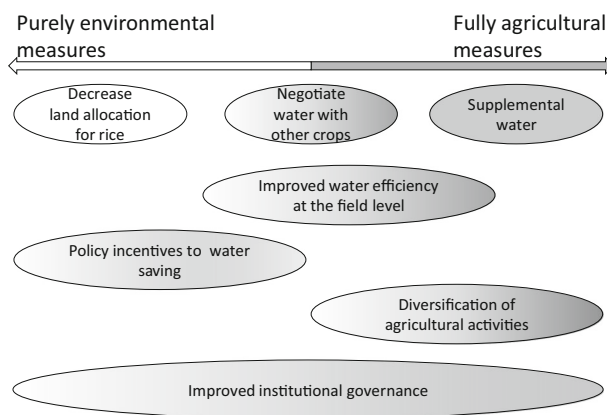 Purely environmental
measures
Fully agricultural
measures
Decrease
land allocation
for rice
Negotiate
water with
other crops
Supplemental
water
Improved water efficiency
at the field level
Policy incentives to water
saving
Diversification of
agricultural activities
Improved institutional governance